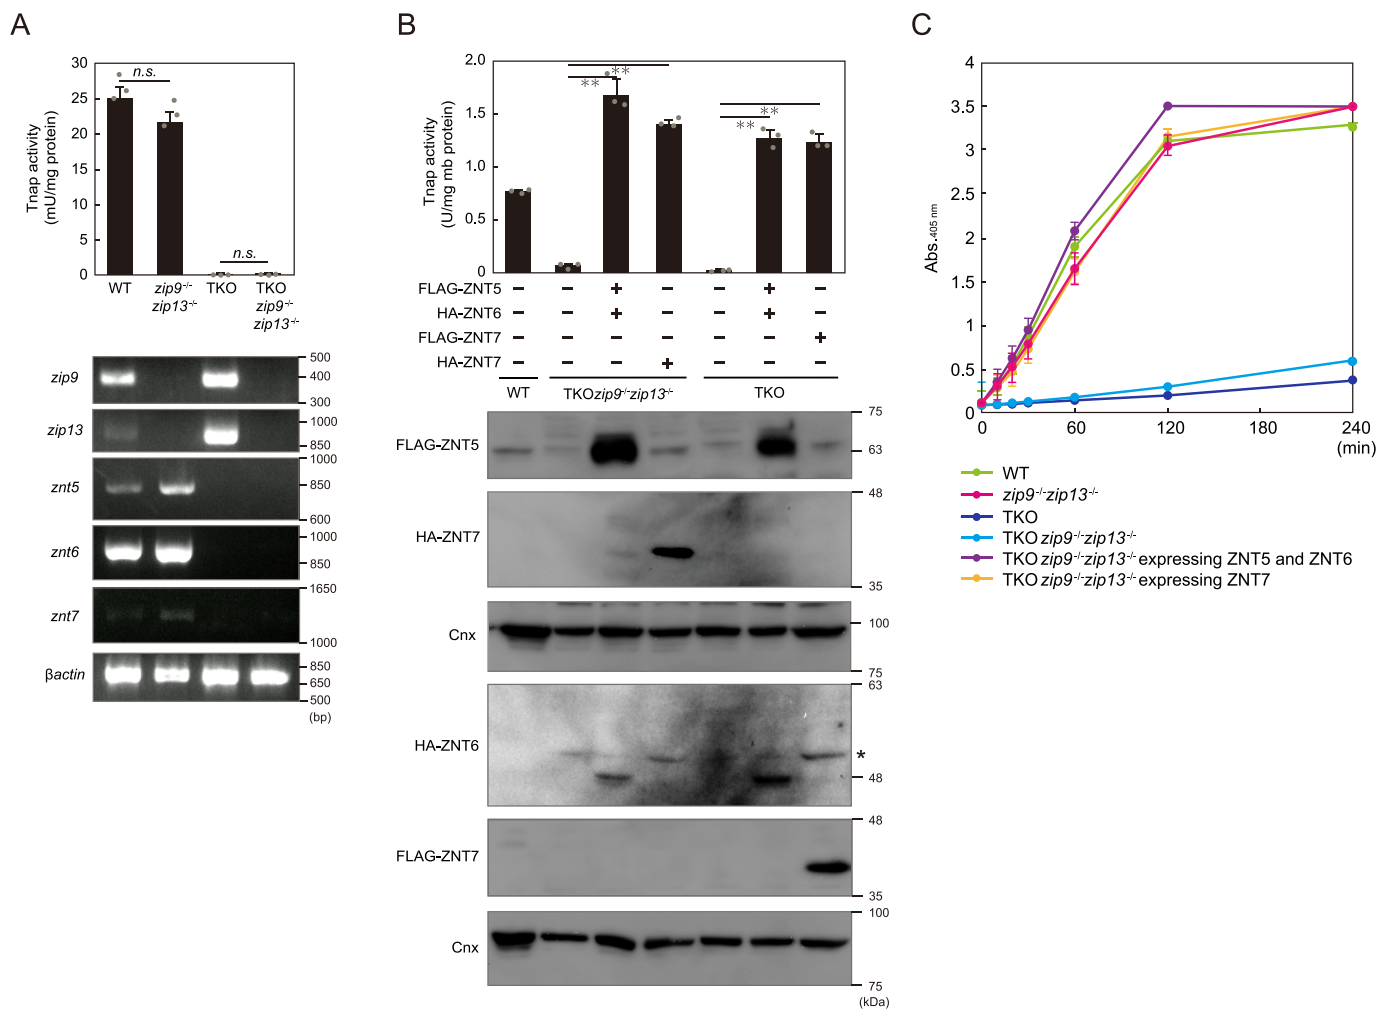 A
30
25
20
15
10
5
0
Tnap activity
(mU/mg protein)
n.s.
n.s.
WT
zip9-/-
zip13-/-
TKO
TKO
zip9-/-
zip13-/-
zip9
500
400
300
zip13
1000
850
znt5
1000
850
600
znt6
1000
850
znt7
1650
1000
βactin
850
650
500
(bp)
B
2.0
1.5
1.0
0.5
0
Tnap activity
(U/mg mb protein)
**
**
**
**
FLAG-ZNT5 − − + − − + −
HA-ZNT6 − − + − − + −
FLAG-ZNT7 − − − − − − +
HA-ZNT7 − − − + − − −
WT TKOzip9-/-zip13-/- TKO
FLAG-ZNT5
75
63
HA-ZNT7
48
35
Cnx
100
75
HA-ZNT6
63
*
48
FLAG-ZNT7
48
35
Cnx
100
75
(kDa)
C
4
3.5
3
2.5
2
1.5
1
0.5
0
Abs.405 nm
0 60 120 180 240
(min)
WT
zip9-/-zip13-/-
TKO
TKO zip9-/-zip13-/-
TKO zip9-/-zip13-/- expressing ZNT5 and ZNT6
TKO zip9-/-zip13-/- expressing ZNT7